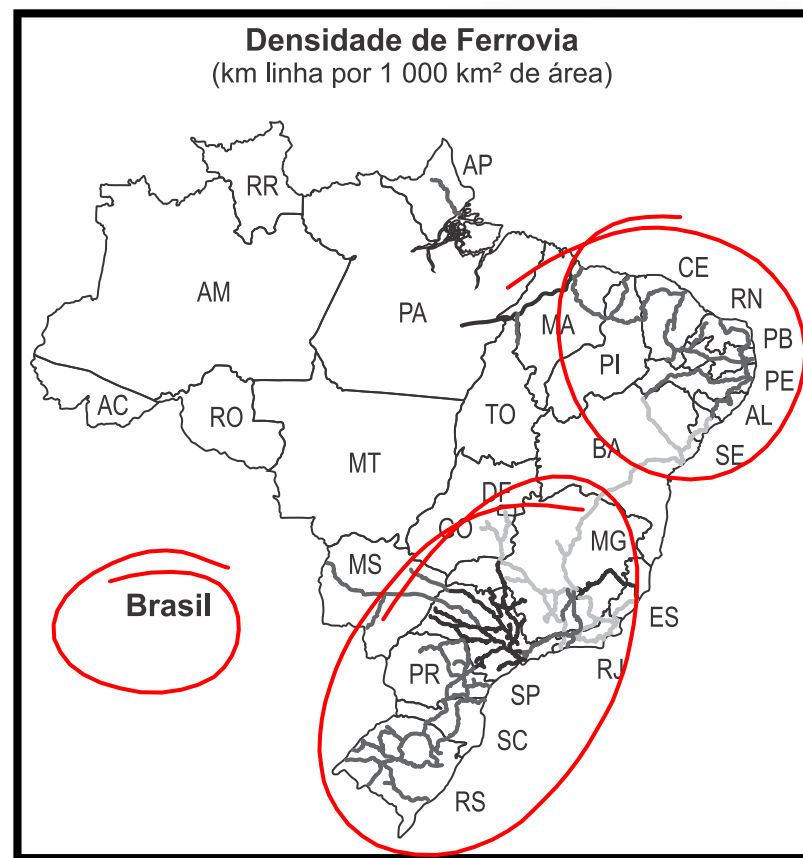 Densidade de Ferrovia
(km linha por 1 000 km² de área)
AP
RR
CE
RN
AM
PA
MA
PB
PI
PE
AC
RO
TO
AL
BA
SE
MT
DF
GO
MG
MS
Brasil
ES
RJ
PR
SP
SC
RS